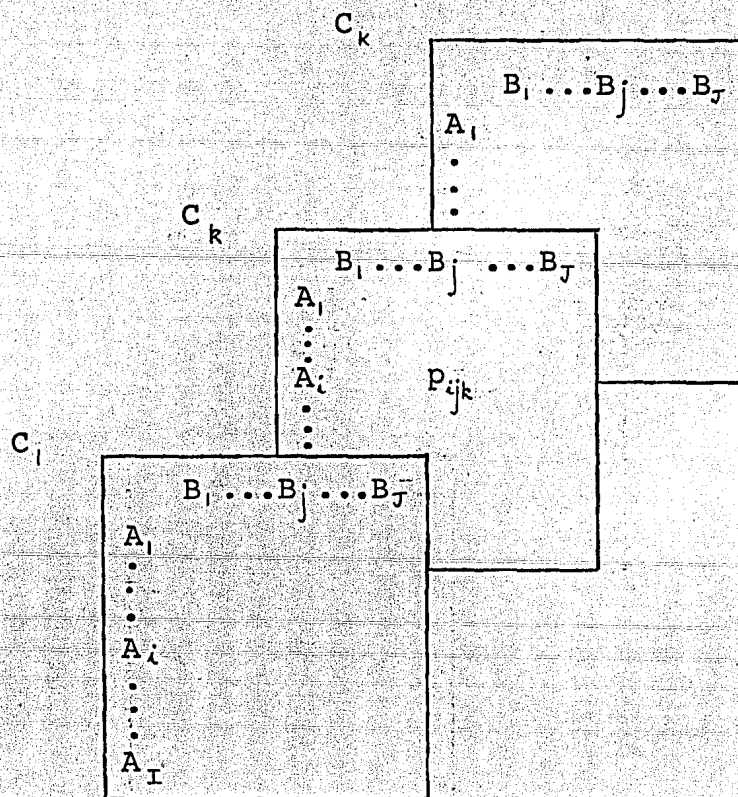 C_k
B_1 ...B_j...B_J
A_1
.
.
.
C_k
B_1 ...B_j ...B_J
A_1
.
.
.
A_i p_ijk
.
.
.
C_1
B_1 ...B_j...B_J
A_1
.
.
.
A_i
.
.
.
A_I